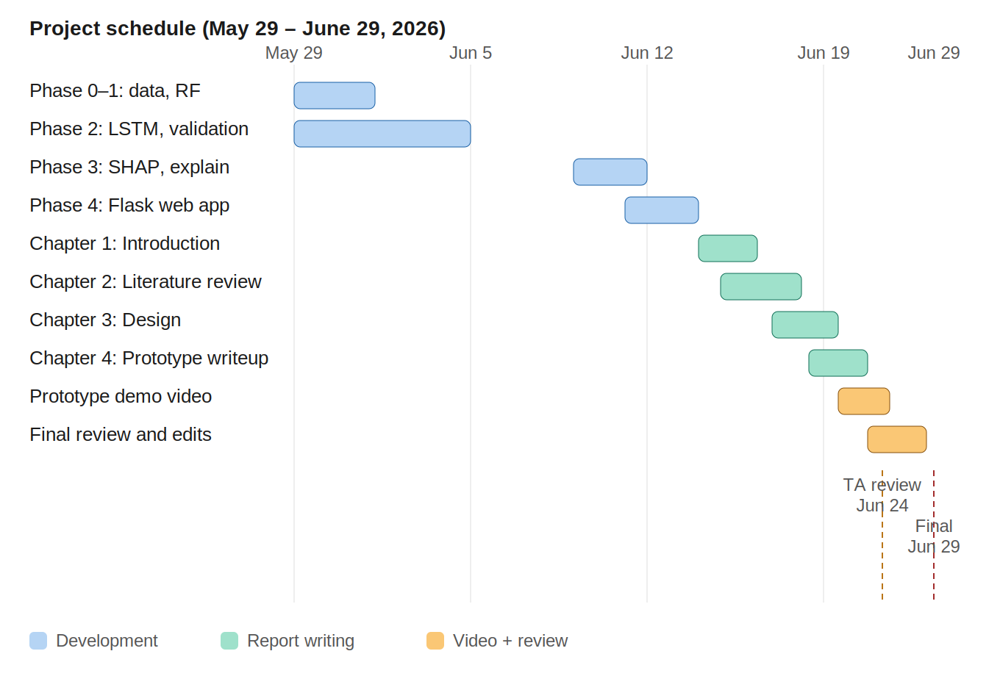 Project schedule (May 29 – June 29, 2026)
May 29 Jun 5 Jun 12 Jun 19 Jun 29
Phase 0–1: data, RF
Phase 2: LSTM, validation
Phase 3: SHAP, explain
Phase 4: Flask web app
Chapter 1: Introduction
Chapter 2: Literature review
Chapter 3: Design
Chapter 4: Prototype writeup
Prototype demo video
Final review and edits
TA review
Jun 24
Final
Jun 29
Development Report writing Video + review